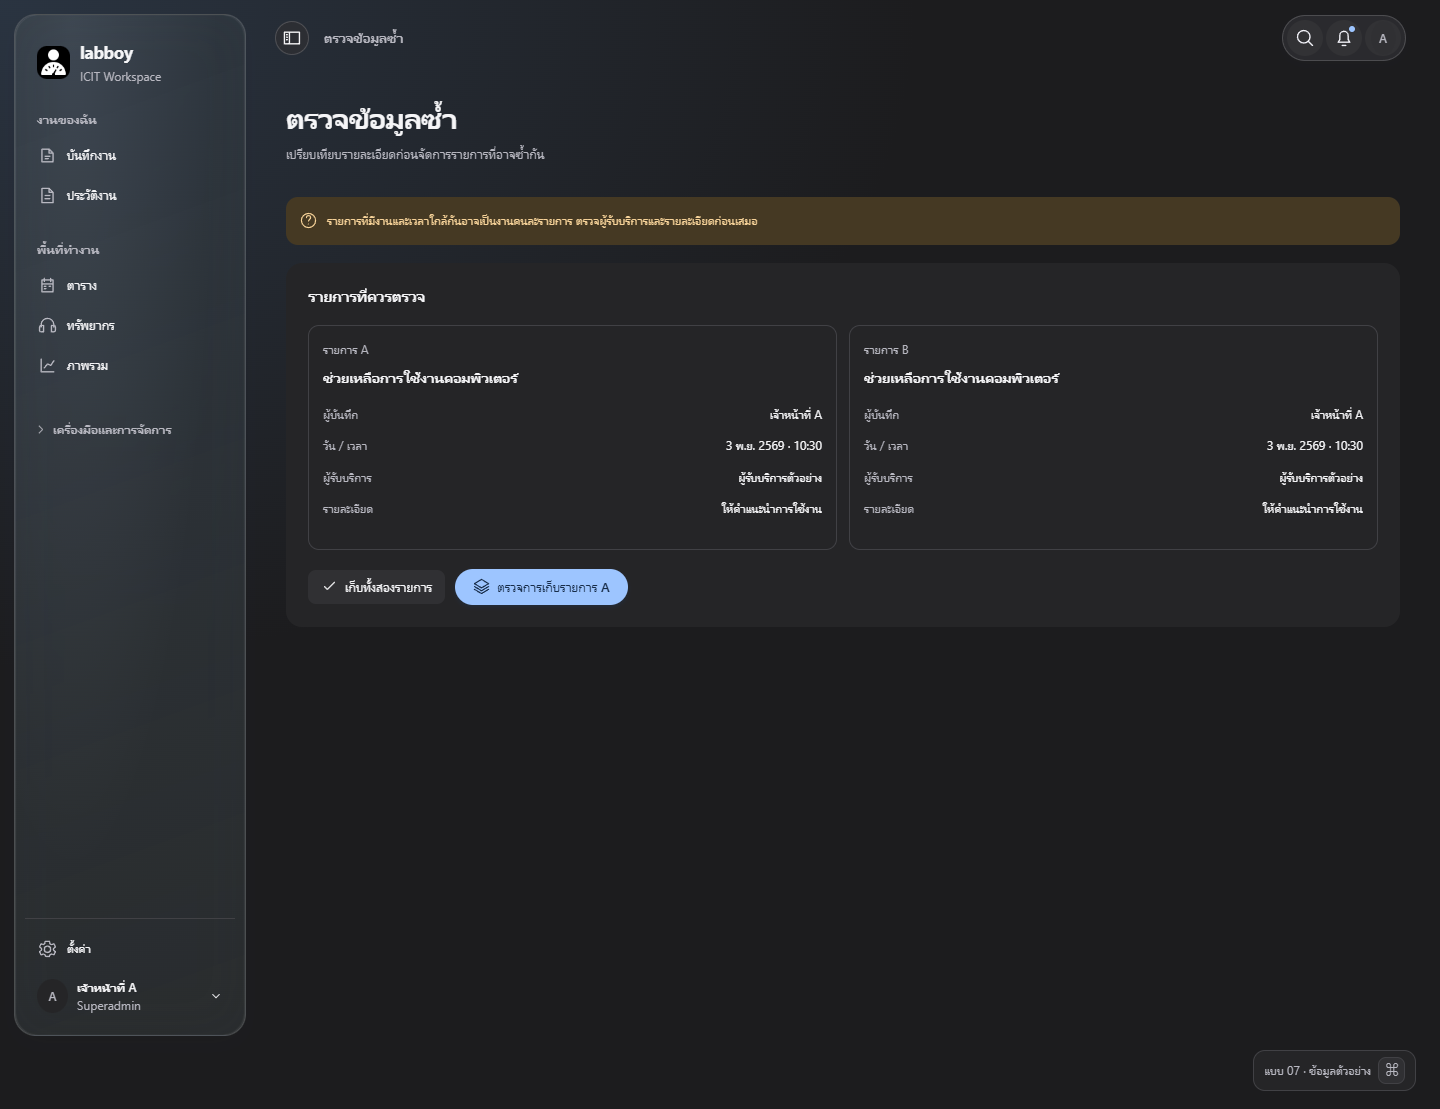 labboy
ICIT Workspace
งานของฉัน
บันทึกงาน
ประวัติงาน
พื้นที่ทำงาน
ตาราง
ทรัพยากร
ภาพรวม
เครื่องมือและการจัดการ
ตั้งค่า
A
เจ้าหน้าที่ A
Superadmin
ตรวจข้อมูลซ้ำ
A
ตรวจข้อมูลซ้ำ
เปรียบเทียบรายละเอียดก่อนจัดการรายการที่อาจซ้ำกัน
รายการที่มีงานและเวลาใกล้กันอาจเป็นงานคนละรายการ ตรวจผู้รับบริการและรายละเอียดก่อนเสมอ
รายการที่ควรตรวจ
รายการ A
ช่วยเหลือการใช้งานคอมพิวเตอร์
ผู้บันทึก เจ้าหน้าที่ A
วัน / เวลา 3 พ.ย. 2569 · 10:30
ผู้รับบริการ ผู้รับบริการตัวอย่าง
รายละเอียด ให้คำแนะนำการใช้งาน
รายการ B
ช่วยเหลือการใช้งานคอมพิวเตอร์
ผู้บันทึก เจ้าหน้าที่ A
วัน / เวลา 3 พ.ย. 2569 · 10:30
ผู้รับบริการ ผู้รับบริการตัวอย่าง
รายละเอียด ให้คำแนะนำการใช้งาน
เก็บทั้งสองรายการ
ตรวจการเก็บรายการ A
แบบ 07 · ข้อมูลตัวอย่าง ⌘